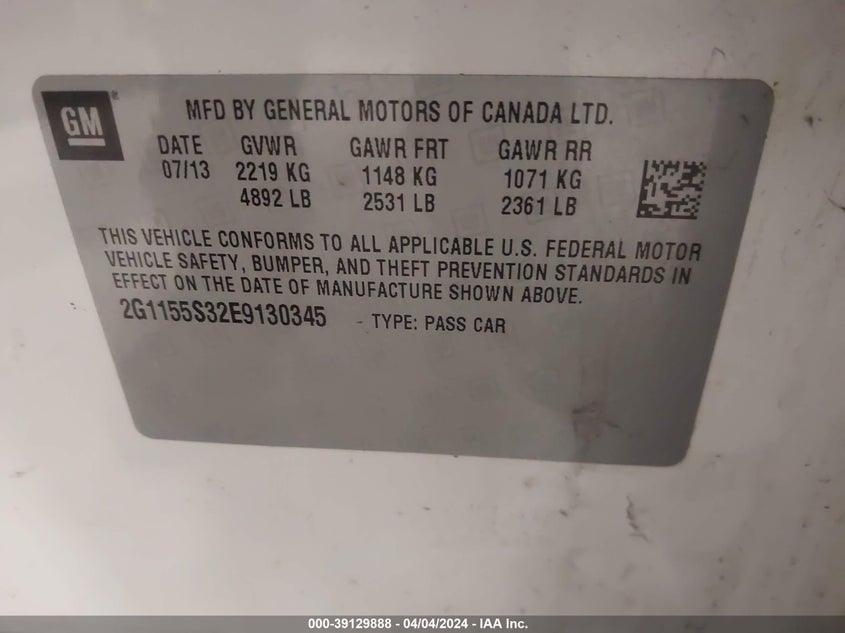 GM®
MFD BY GENERAL MOTORS OF CANADA LTD.
DATE GVWR GAWR FRT GAWR RR
07/13 2219 KG 1148 KG 1071 KG
4892 LB 2531 LB 2361 LB
THIS VEHICLE CONFORMS TO ALL APPLICABLE U.S. FEDERAL MOTOR
VEHICLE SAFETY, BUMPER, AND THEFT PREVENTION STANDARDS IN
EFFECT ON THE DATE OF MANUFACTURE SHOWN ABOVE.
2G1155S32E9130345 TYPE: PASS CAR
000-39129888 - 04/04/2024 - IAA Inc.